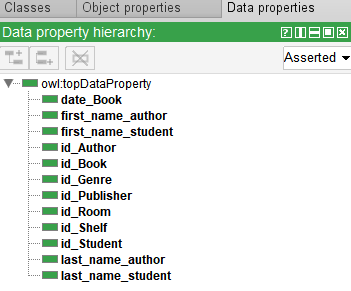 Classes Object properties Data properties
Data property hierarchy:
Asserted
owl:topDataProperty
date_Book
first_name_author
first_name_student
id_Author
id_Book
id_Genre
id_Publisher
id_Room
id_Shelf
id_Student
last_name_author
last_name_student